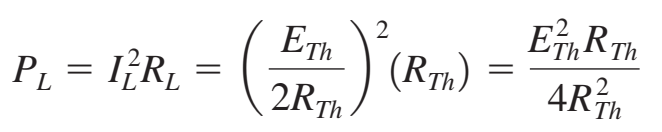 $P_L = I_L^2 R_L = \left( \frac{E_{Th}}{2R_{Th}} \right)^2 (R_{Th}) = \frac{E_{Th}^2 R_{Th}}{4R_{Th}^2}$